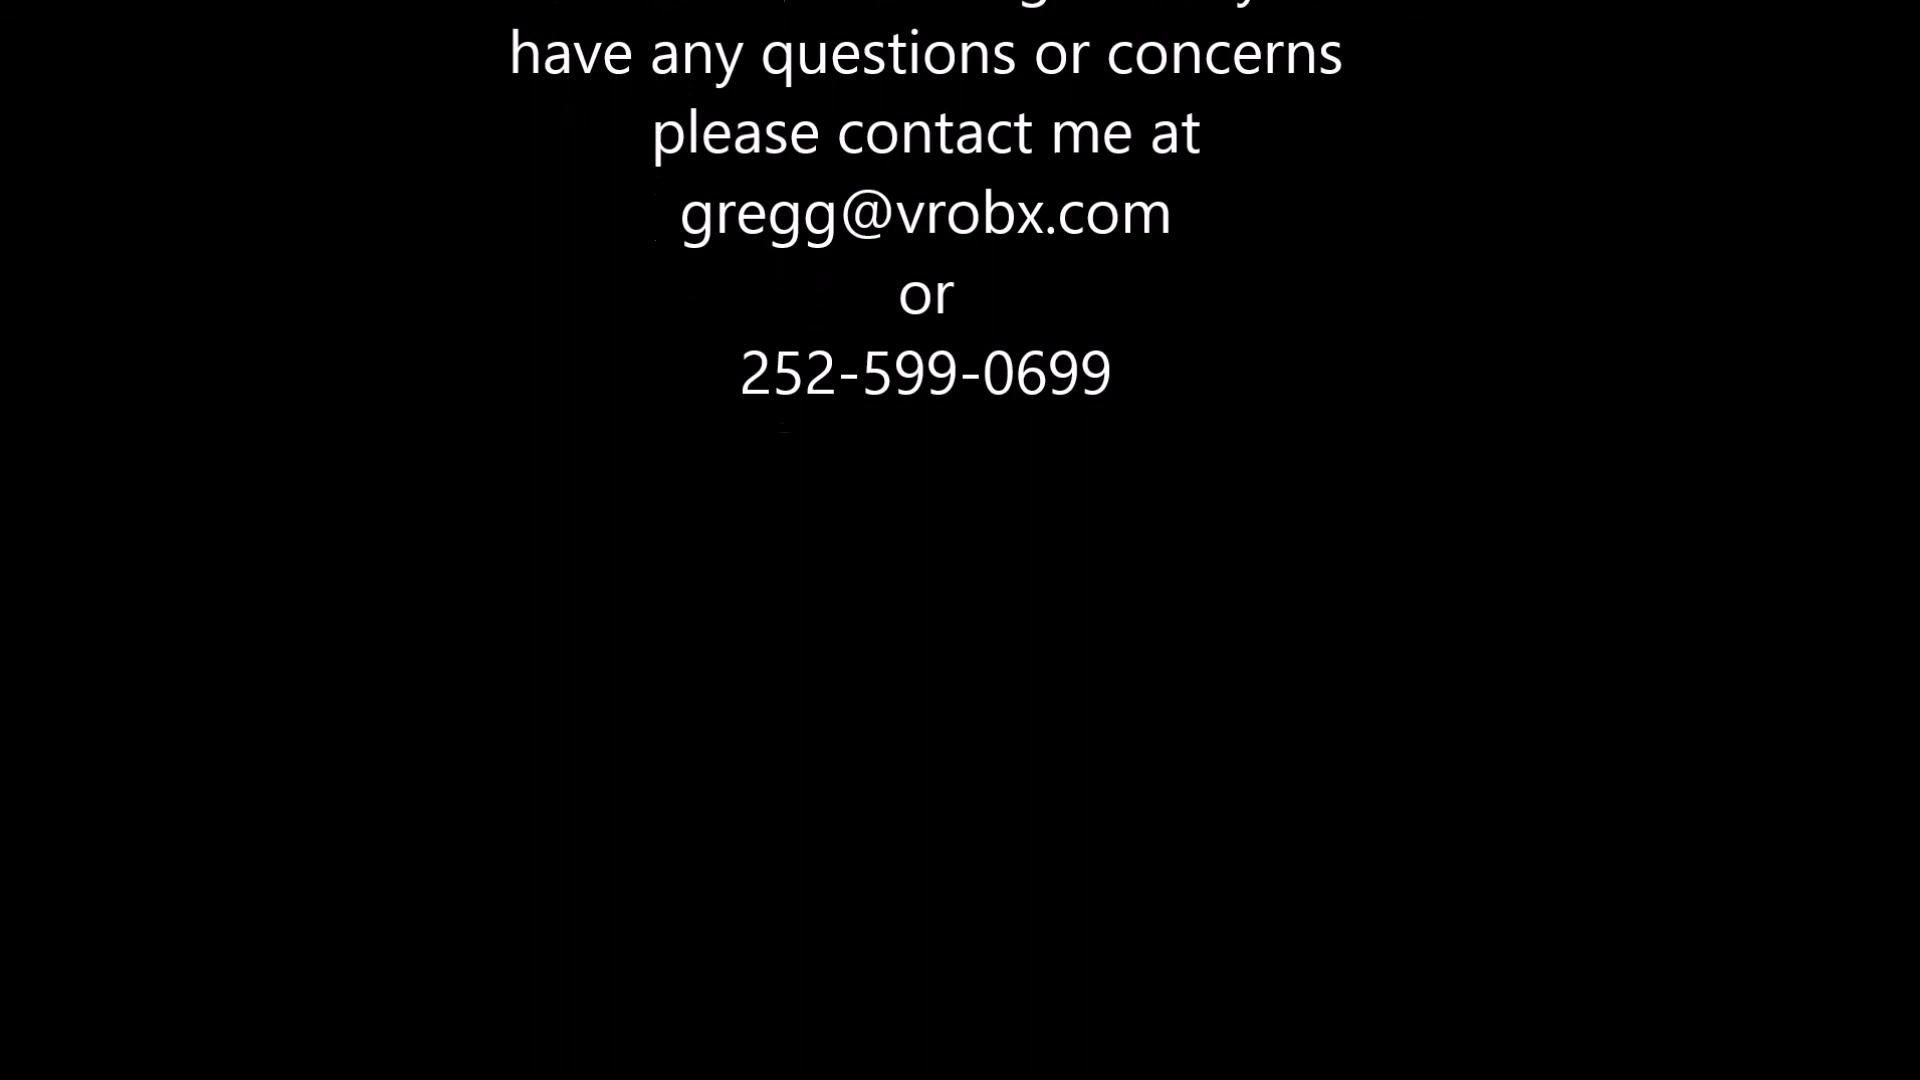 have any questions or concerns
please contact me at
gregg@vrobx.com
or
252-599-0699